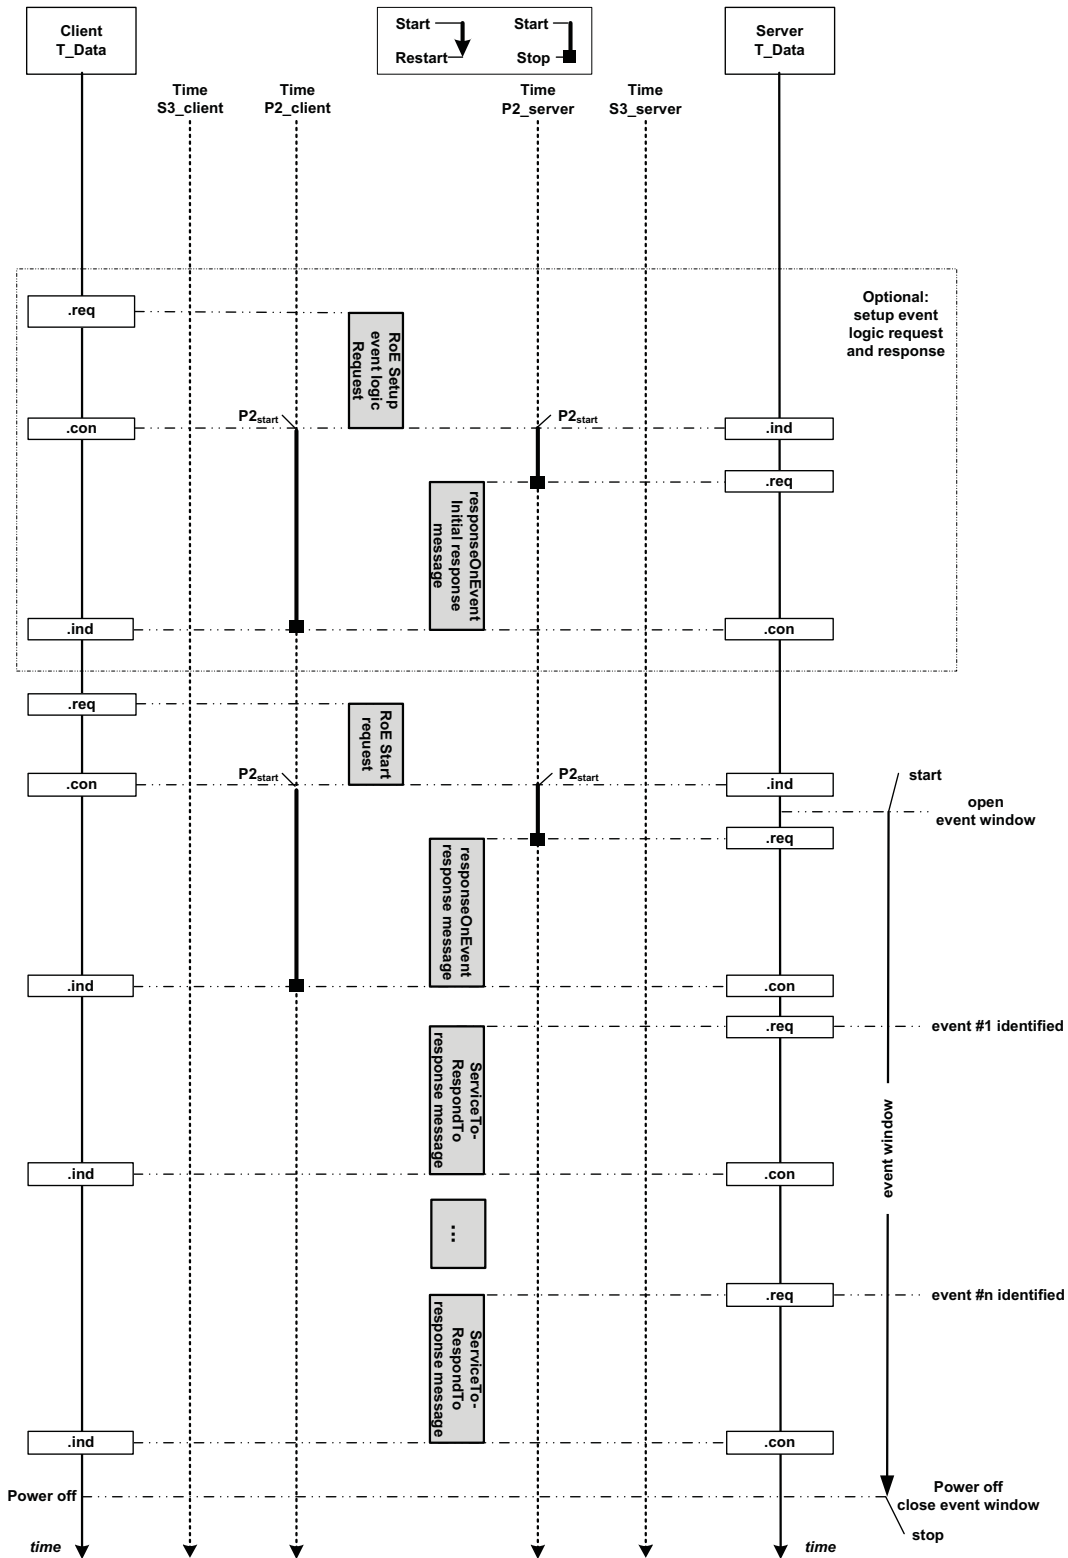 Client
T_Data
Start
Restart
Start
Stop
Server
T_Data
Time
S3_client
Time
P2_client
Time
P2_server
Time
S3_server
Optional:
setup event
logic request
and response
.req
RoE Setup
event logic
Request
.con
P2start
P2start
.ind
.req
responseOnEvent
Initial response
message
.ind
.con
.req
RoE Start
request
.con
P2start
P2start
.ind
start
open
event window
.req
responseOnEvent
response message
.ind
.con
.req
event #1 identified
ServiceTo-
RespondTo
response message
event window
.ind
.con
...
.req
event #n identified
ServiceTo-
RespondTo
response message
.ind
.con
Power off
Power off
close event window
stop
time
time